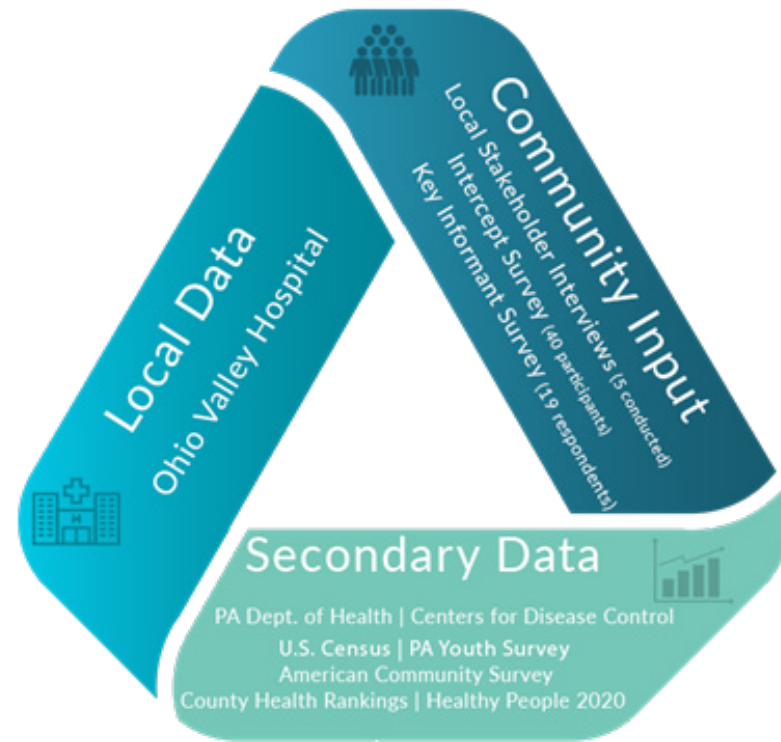 Community Input
Local Stakeholder Interviews (5 conducted)
Intercept Survey (40 participants)
Key Informant Survey (19 respondents)
Local Data
Ohio Valley Hospital
H
Secondary Data
PA Dept. of Health | Centers for Disease Control
U.S. Census | PA Youth Survey
American Community Survey
County Health Rankings | Healthy People 2020